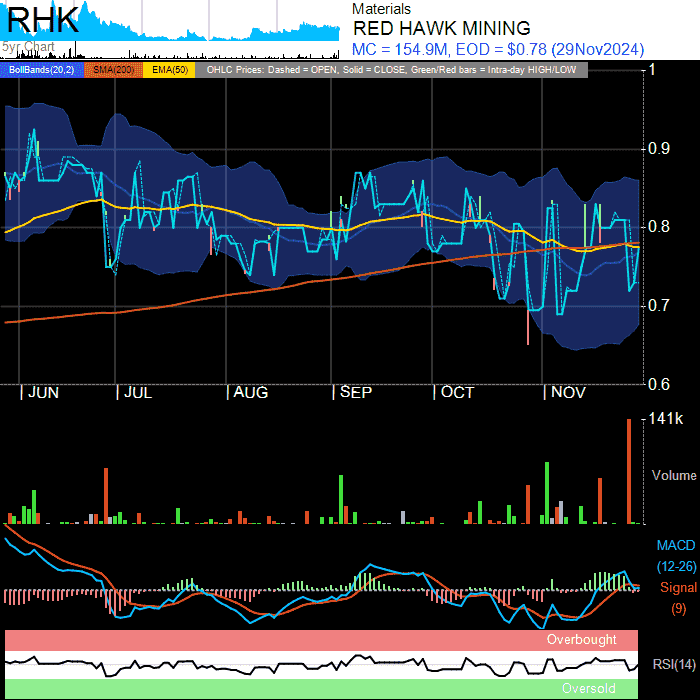 RHK
Materials
RED HAWK MINING
MC = 154.9M, EOD = $0.78 (29Nov2024)
5yr Chart
BollBands(20,2) SMA(200) EMA(50) OHLC Prices: Dashed = OPEN, Solid = CLOSE, Green/Red bars = Intra-day HIGH/LOW
1
0.9
0.8
0.7
0.6
JUN JUL AUG SEP OCT NOV
141k
Volume
MACD
(12-26)
Signal
(9)
Overbought
RSI(14)
Oversold